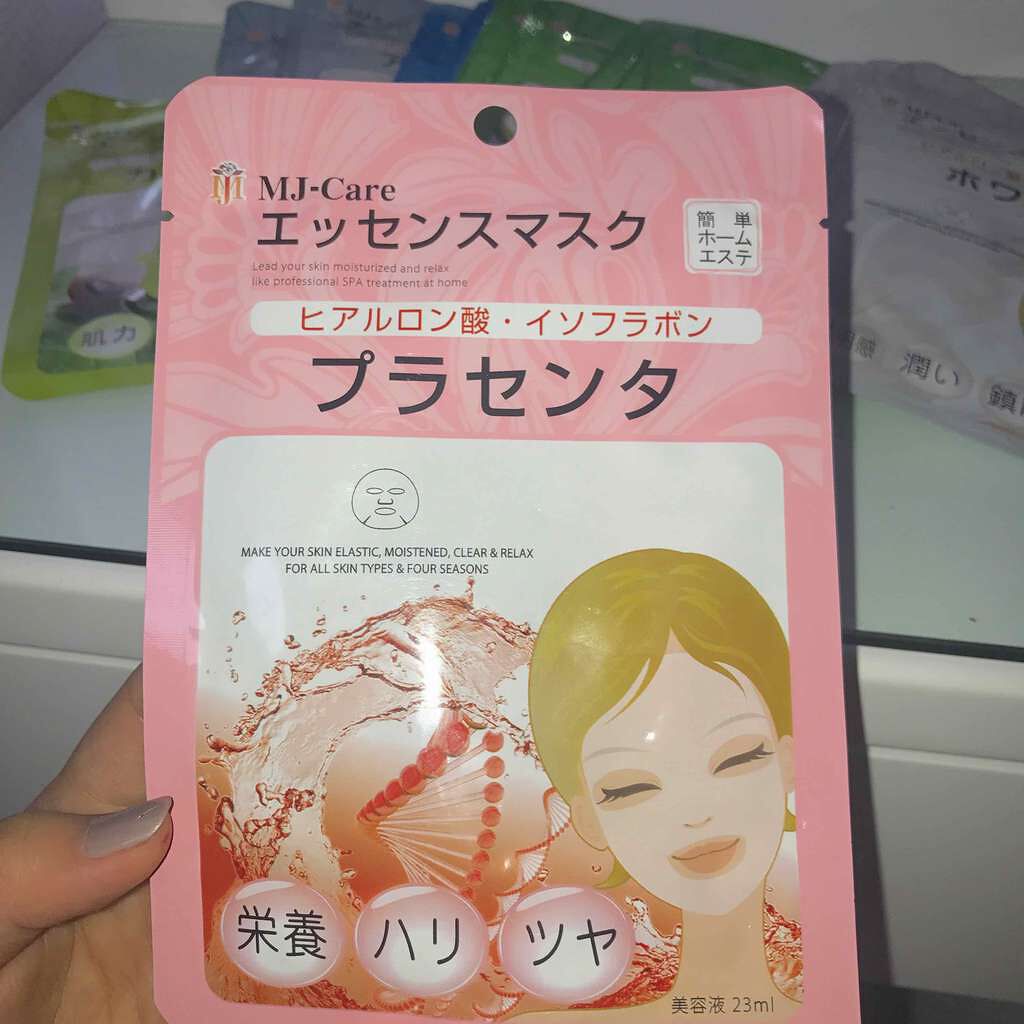 MJ-Care
エッセンスマスク
簡単
ホーム
エステ
Lead your skin moisturized and relax
like professional SPA treatment at home
ヒアルロン酸・イソフラボン
プラセンタ
MAKE YOUR SKIN ELASTIC, MOISTENED, CLEAR & RELAX
FOR ALL SKIN TYPES & FOUR SEASONS
栄養 ハリ ツヤ
美容液 23ml
肌力
ホワ
潤い
鎮